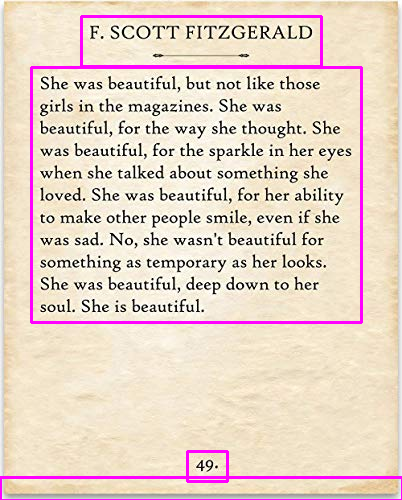 F. SCOTT FITZGERALD
She was beautiful, but not like those
girls in the magazines. She was
beautiful, for the way she thought. She
was beautiful, for the sparkle in her eyes
when she talked about something she
loved. She was beautiful, for her ability
to make other people smile, even if she
was sad. No, she wasn't beautiful for
something as temporary as her looks.
She was beautiful, deep down to her
soul. She is beautiful.
49.